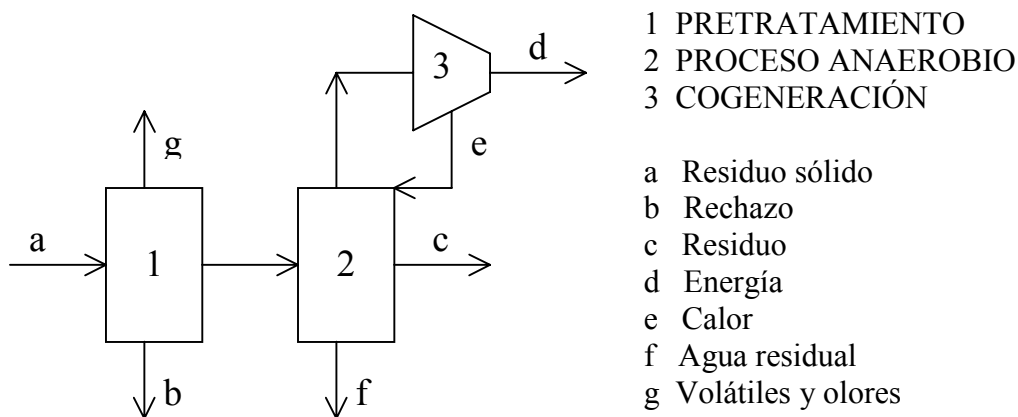 1 PRETRATAMIENTO
2 PROCESO ANAEROBIO
3 COGENERACIÓN
a Residuo sólido
b Rechazo
c Residuo
d Energía
e Calor
f Agua residual
g Volátiles y olores
3
d
g
e
a
1
2
c
b
f